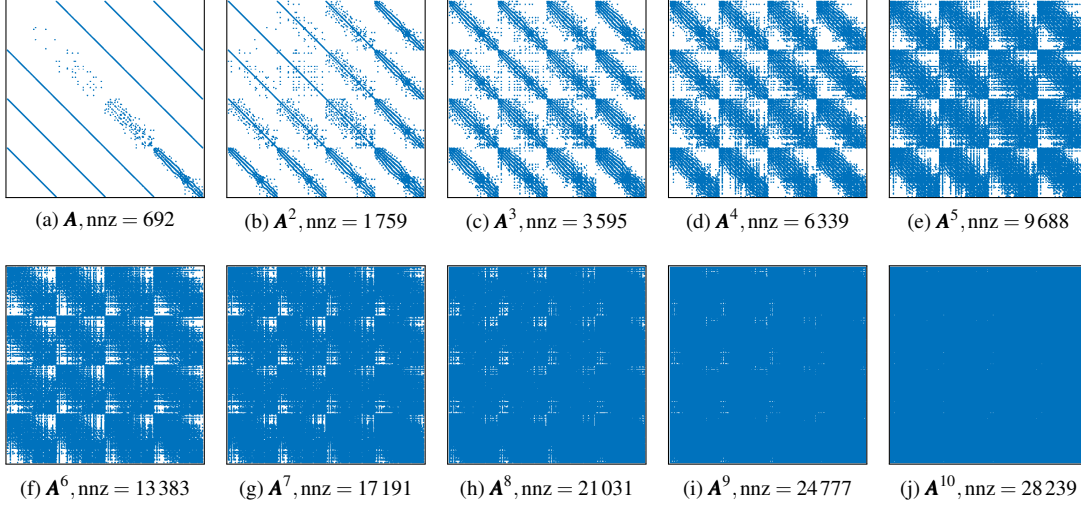 (a) A, nnz = 692 (b) A², nnz = 1 759 (c) A³, nnz = 3 595 (d) A⁴, nnz = 6 339 (e) A⁵, nnz = 9 688
(f) A⁶, nnz = 13 383 (g) A⁷, nnz = 17 191 (h) A⁸, nnz = 21 031 (i) A⁹, nnz = 24 777 (j) A¹⁰, nnz = 28 239